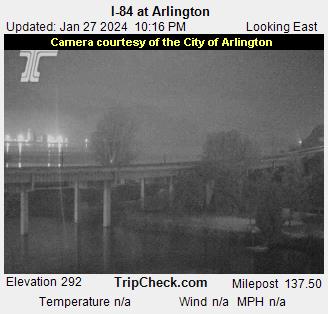 I-84 at Arlington
Updated: Jan 27 2024 10:16 PM Looking East
Camera courtesy of the City of Arlington
Elevation 292 TripCheck.com Milepost 137.50
Temperature n/a Wind n/a MPH n/a